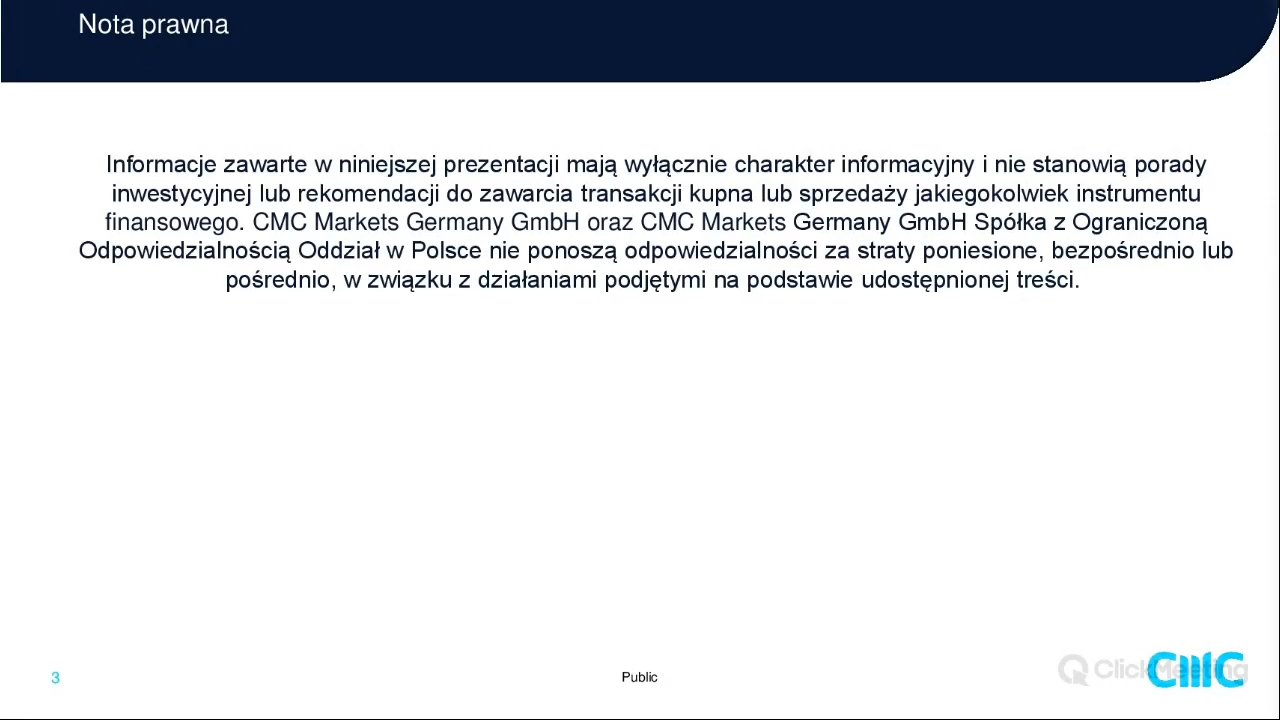 Nota prawna
Informacje zawarte w niniejszej prezentacji mają wyłącznie charakter informacyjny i nie stanowią porady
inwestycyjnej lub rekomendacji do zawarcia transakcji kupna lub sprzedaży jakiegokolwiek instrumentu
finansowego. CMC Markets Germany GmbH oraz CMC Markets Germany GmbH Spółka z Ograniczoną
Odpowiedzialnością Oddział w Polsce nie ponoszą odpowiedzialności za straty poniesione, bezpośrednio lub
pośrednio, w związku z działaniami podjętymi na podstawie udostępnionej treści.
3
Public
ClickMeeting
CMC